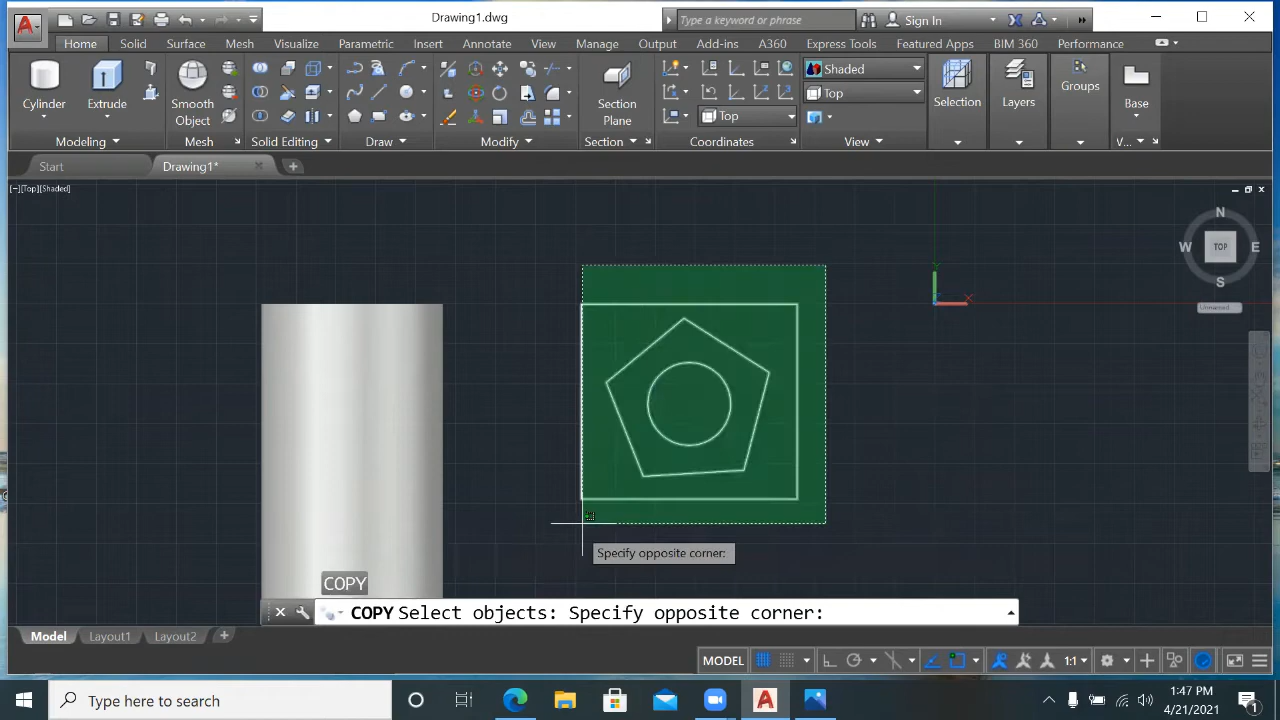 Drawing1.dwg
Type a keyword or phrase
Sign In
Home Solid Surface Mesh Visualize Parametric Insert Annotate View Manage Output Add-ins A360 Express Tools Featured Apps BIM 360 Performance
Cylinder
Extrude
Smooth
Object
Section
Plane
Shaded
Top
Top
Selection
Layers
Groups
Base
Modeling
Mesh
Solid Editing
Draw
Modify
Section
Coordinates
View
V...
Start
Drawing1*
[−][Top][Shaded]
N
W
TOP
E
S
Unnamed
Y
X
Specify opposite corner:
COPY
COPY Select objects: Specify opposite corner:
Model
Layout1
Layout2
MODEL
1:1
Type here to search
1:47 PM
4/21/2021
1